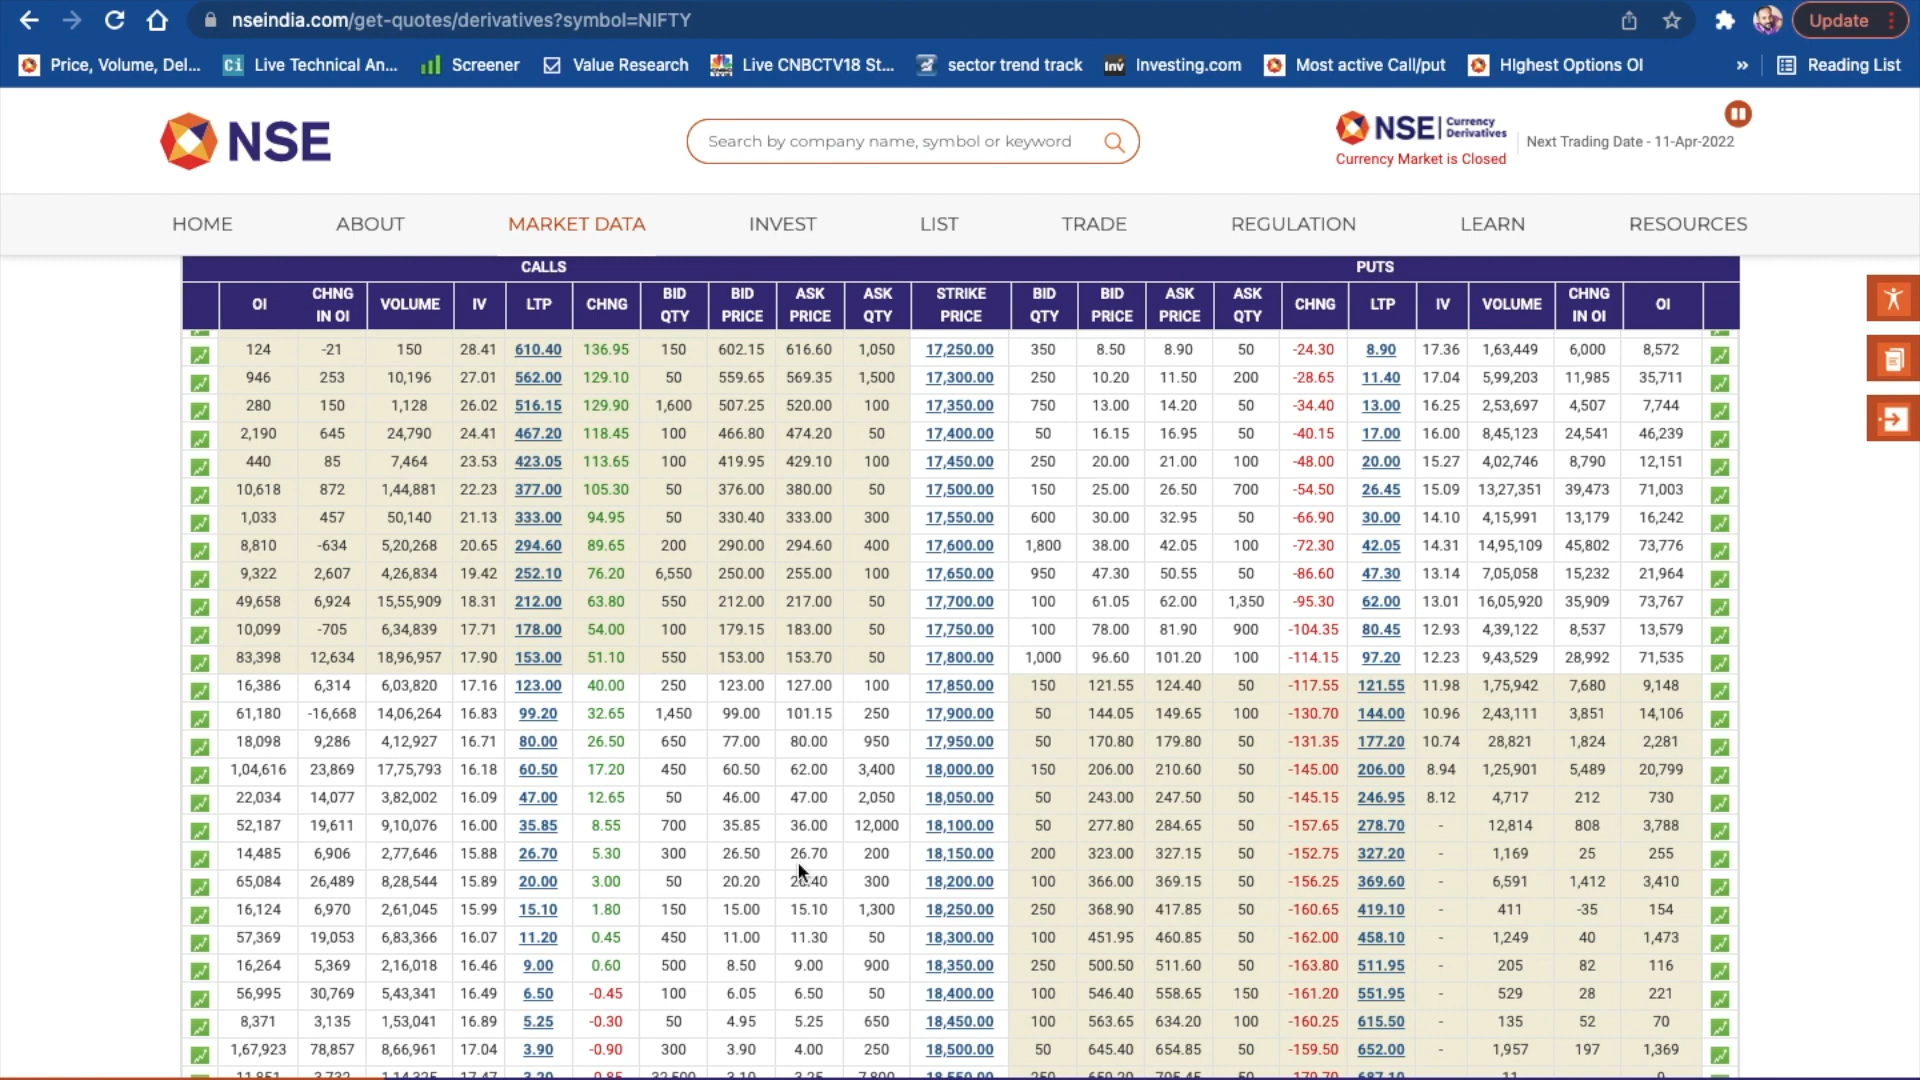 nseindia.com/get-quotes/derivatives?symbol=NIFTY
Update
Price, Volume, Del...
Ci Live Technical An...
Screener
Value Research
Live CNBCTV18 St...
sector trend track
Inv Investing.com
Most active Call/put
HIghest Options OI
»
Reading List
NSE
Search by company name, symbol or keyword
NSE Currency Derivatives
Currency Market is Closed
Next Trading Date - 11-Apr-2022
HOME ABOUT MARKET DATA INVEST LIST TRADE REGULATION LEARN RESOURCES
CALLS PUTS
OI CHNG IN OI VOLUME IV LTP CHNG BID QTY BID PRICE ASK PRICE ASK QTY STRIKE PRICE BID QTY BID PRICE ASK PRICE ASK QTY CHNG LTP IV VOLUME CHNG IN OI OI
124 -21 150 28.41 610.40 136.95 150 602.15 616.60 1,050 17,250.00 350 8.50 8.90 50 -24.30 8.90 17.36 1,63,449 6,000 8,572
946 253 10,196 27.01 562.00 129.10 50 559.65 569.35 1,500 17,300.00 250 10.20 11.50 200 -28.65 11.40 17.04 5,99,203 11,985 35,711
280 150 1,128 26.02 516.15 129.90 1,600 507.25 520.00 100 17,350.00 750 13.00 14.20 50 -34.40 13.00 16.25 2,53,697 4,507 7,744
2,190 645 24,790 24.41 467.20 118.45 100 466.80 474.20 50 17,400.00 50 16.15 16.95 50 -40.15 17.00 16.00 8,45,123 24,541 46,239
440 85 7,464 23.53 423.05 113.65 100 419.95 429.10 100 17,450.00 250 20.00 21.00 100 -48.00 20.00 15.27 4,02,746 8,790 12,151
10,618 872 1,44,881 22.23 377.00 105.30 50 376.00 380.00 50 17,500.00 150 25.00 26.50 700 -54.50 26.45 15.09 13,27,351 39,473 71,003
1,033 457 50,140 21.13 333.00 94.95 50 330.40 333.00 300 17,550.00 600 30.00 32.95 50 -66.90 30.00 14.10 4,15,991 13,179 16,242
8,810 -634 5,20,268 20.65 294.60 89.65 200 290.00 294.60 400 17,600.00 1,800 38.00 42.05 100 -72.30 42.05 14.31 14,95,109 45,802 73,776
9,322 2,607 4,26,834 19.42 252.10 76.20 6,550 250.00 255.00 100 17,650.00 950 47.30 50.55 50 -86.60 47.30 13.14 7,05,058 15,232 21,964
49,658 6,924 15,55,909 18.31 212.00 63.80 550 212.00 217.00 50 17,700.00 100 61.05 62.00 1,350 -95.30 62.00 13.01 16,05,920 35,909 73,767
10,099 -705 6,34,839 17.71 178.00 54.00 100 179.15 183.00 50 17,750.00 100 78.00 81.90 900 -104.35 80.45 12.93 4,39,122 8,537 13,579
83,398 12,634 18,96,957 17.90 153.00 51.10 550 153.00 153.70 50 17,800.00 1,000 96.60 101.20 100 -114.15 97.20 12.23 9,43,529 28,992 71,535
16,386 6,314 6,03,820 17.16 123.00 40.00 250 123.00 127.00 100 17,850.00 150 121.55 124.40 50 -117.55 121.55 11.98 1,75,942 7,680 9,148
61,180 -16,668 14,06,264 16.83 99.20 32.65 1,450 99.00 101.15 250 17,900.00 50 144.05 149.65 100 -130.70 144.00 10.96 2,43,111 3,851 14,106
18,098 9,286 4,12,927 16.71 80.00 26.50 650 77.00 80.00 950 17,950.00 50 170.80 179.80 50 -131.35 177.20 10.74 28,821 1,824 2,281
1,04,616 23,869 17,75,793 16.18 60.50 17.20 450 60.50 62.00 3,400 18,000.00 150 206.00 210.60 50 -145.00 206.00 8.94 1,25,901 5,489 20,799
22,034 14,077 3,82,002 16.09 47.00 12.65 50 46.00 47.00 2,050 18,050.00 50 243.00 247.50 50 -145.15 246.95 8.12 4,717 212 730
52,187 19,611 9,10,076 16.00 35.85 8.55 700 35.85 36.00 12,000 18,100.00 50 277.80 284.65 50 -157.65 278.70 - 12,814 808 3,788
14,485 6,906 2,77,646 15.88 26.70 5.30 300 26.50 26.70 200 18,150.00 200 323.00 327.15 50 -152.75 327.20 - 1,169 25 255
65,084 26,489 8,28,544 15.89 20.00 3.00 50 20.20 300 18,200.00 100 366.00 369.15 50 -156.25 369.60 - 6,591 1,412 3,410
16,124 6,970 2,61,045 15.99 15.10 1.80 150 15.00 15.10 1,300 18,250.00 250 368.90 417.85 50 -160.65 419.10 - 411 -35 154
57,369 19,053 6,83,366 16.07 11.20 0.45 450 11.00 11.30 50 18,300.00 100 451.95 460.85 50 -162.00 458.10 - 1,249 40 1,473
16,264 5,369 2,16,018 16.46 9.00 0.60 500 8.50 9.00 900 18,350.00 250 500.50 511.60 50 -163.80 511.95 - 205 82 116
56,995 30,769 5,43,341 16.49 6.50 -0.45 100 6.05 6.50 50 18,400.00 100 546.40 558.65 150 -161.20 551.95 - 529 28 221
8,371 3,135 1,53,041 16.89 5.25 -0.30 50 4.95 5.25 650 18,450.00 100 563.65 634.20 100 -160.25 615.50 - 135 52 70
1,67,923 78,857 8,66,961 17.04 3.90 -0.90 300 3.90 4.00 250 18,500.00 50 645.40 654.85 50 -159.50 652.00 - 1,957 197 1,369